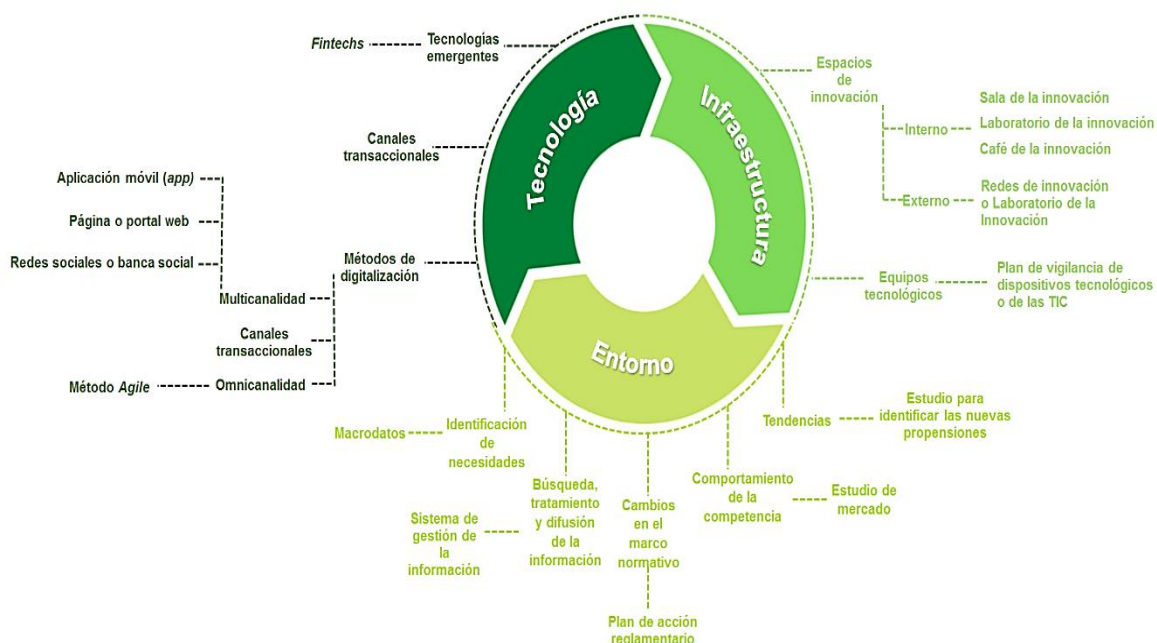 Fintechs
Tecnologías
emergentes
Canales
transaccionales
Aplicación móvil (app)
Página o portal web
Redes sociales o banca social
Métodos de
digitalización
Multicanalidad
Canales
transaccionales
Método Agile
Omnicanalidad
Tecnología
Infraestructura
Entorno
Espacios
de
innovación
Interno
Sala de la innovación
Laboratorio de la innovación
Café de la innovación
Externo
Redes de innovación
o Laboratorio de la
Innovación
Equipos
tecnológicos
Plan de vigilancia de
dispositivos tecnológicos
o de las TIC
Macrodatos
Identificación
de
necesidades
Sistema de
gestión de
la
información
Búsqueda,
tratamiento
y difusión
de la
información
Cambios
en el
marco
normativo
Plan de acción
reglamentario
Comportamiento
de la
competencia
Estudio de
mercado
Tendencias
Estudio para
identificar las nuevas
propensiones